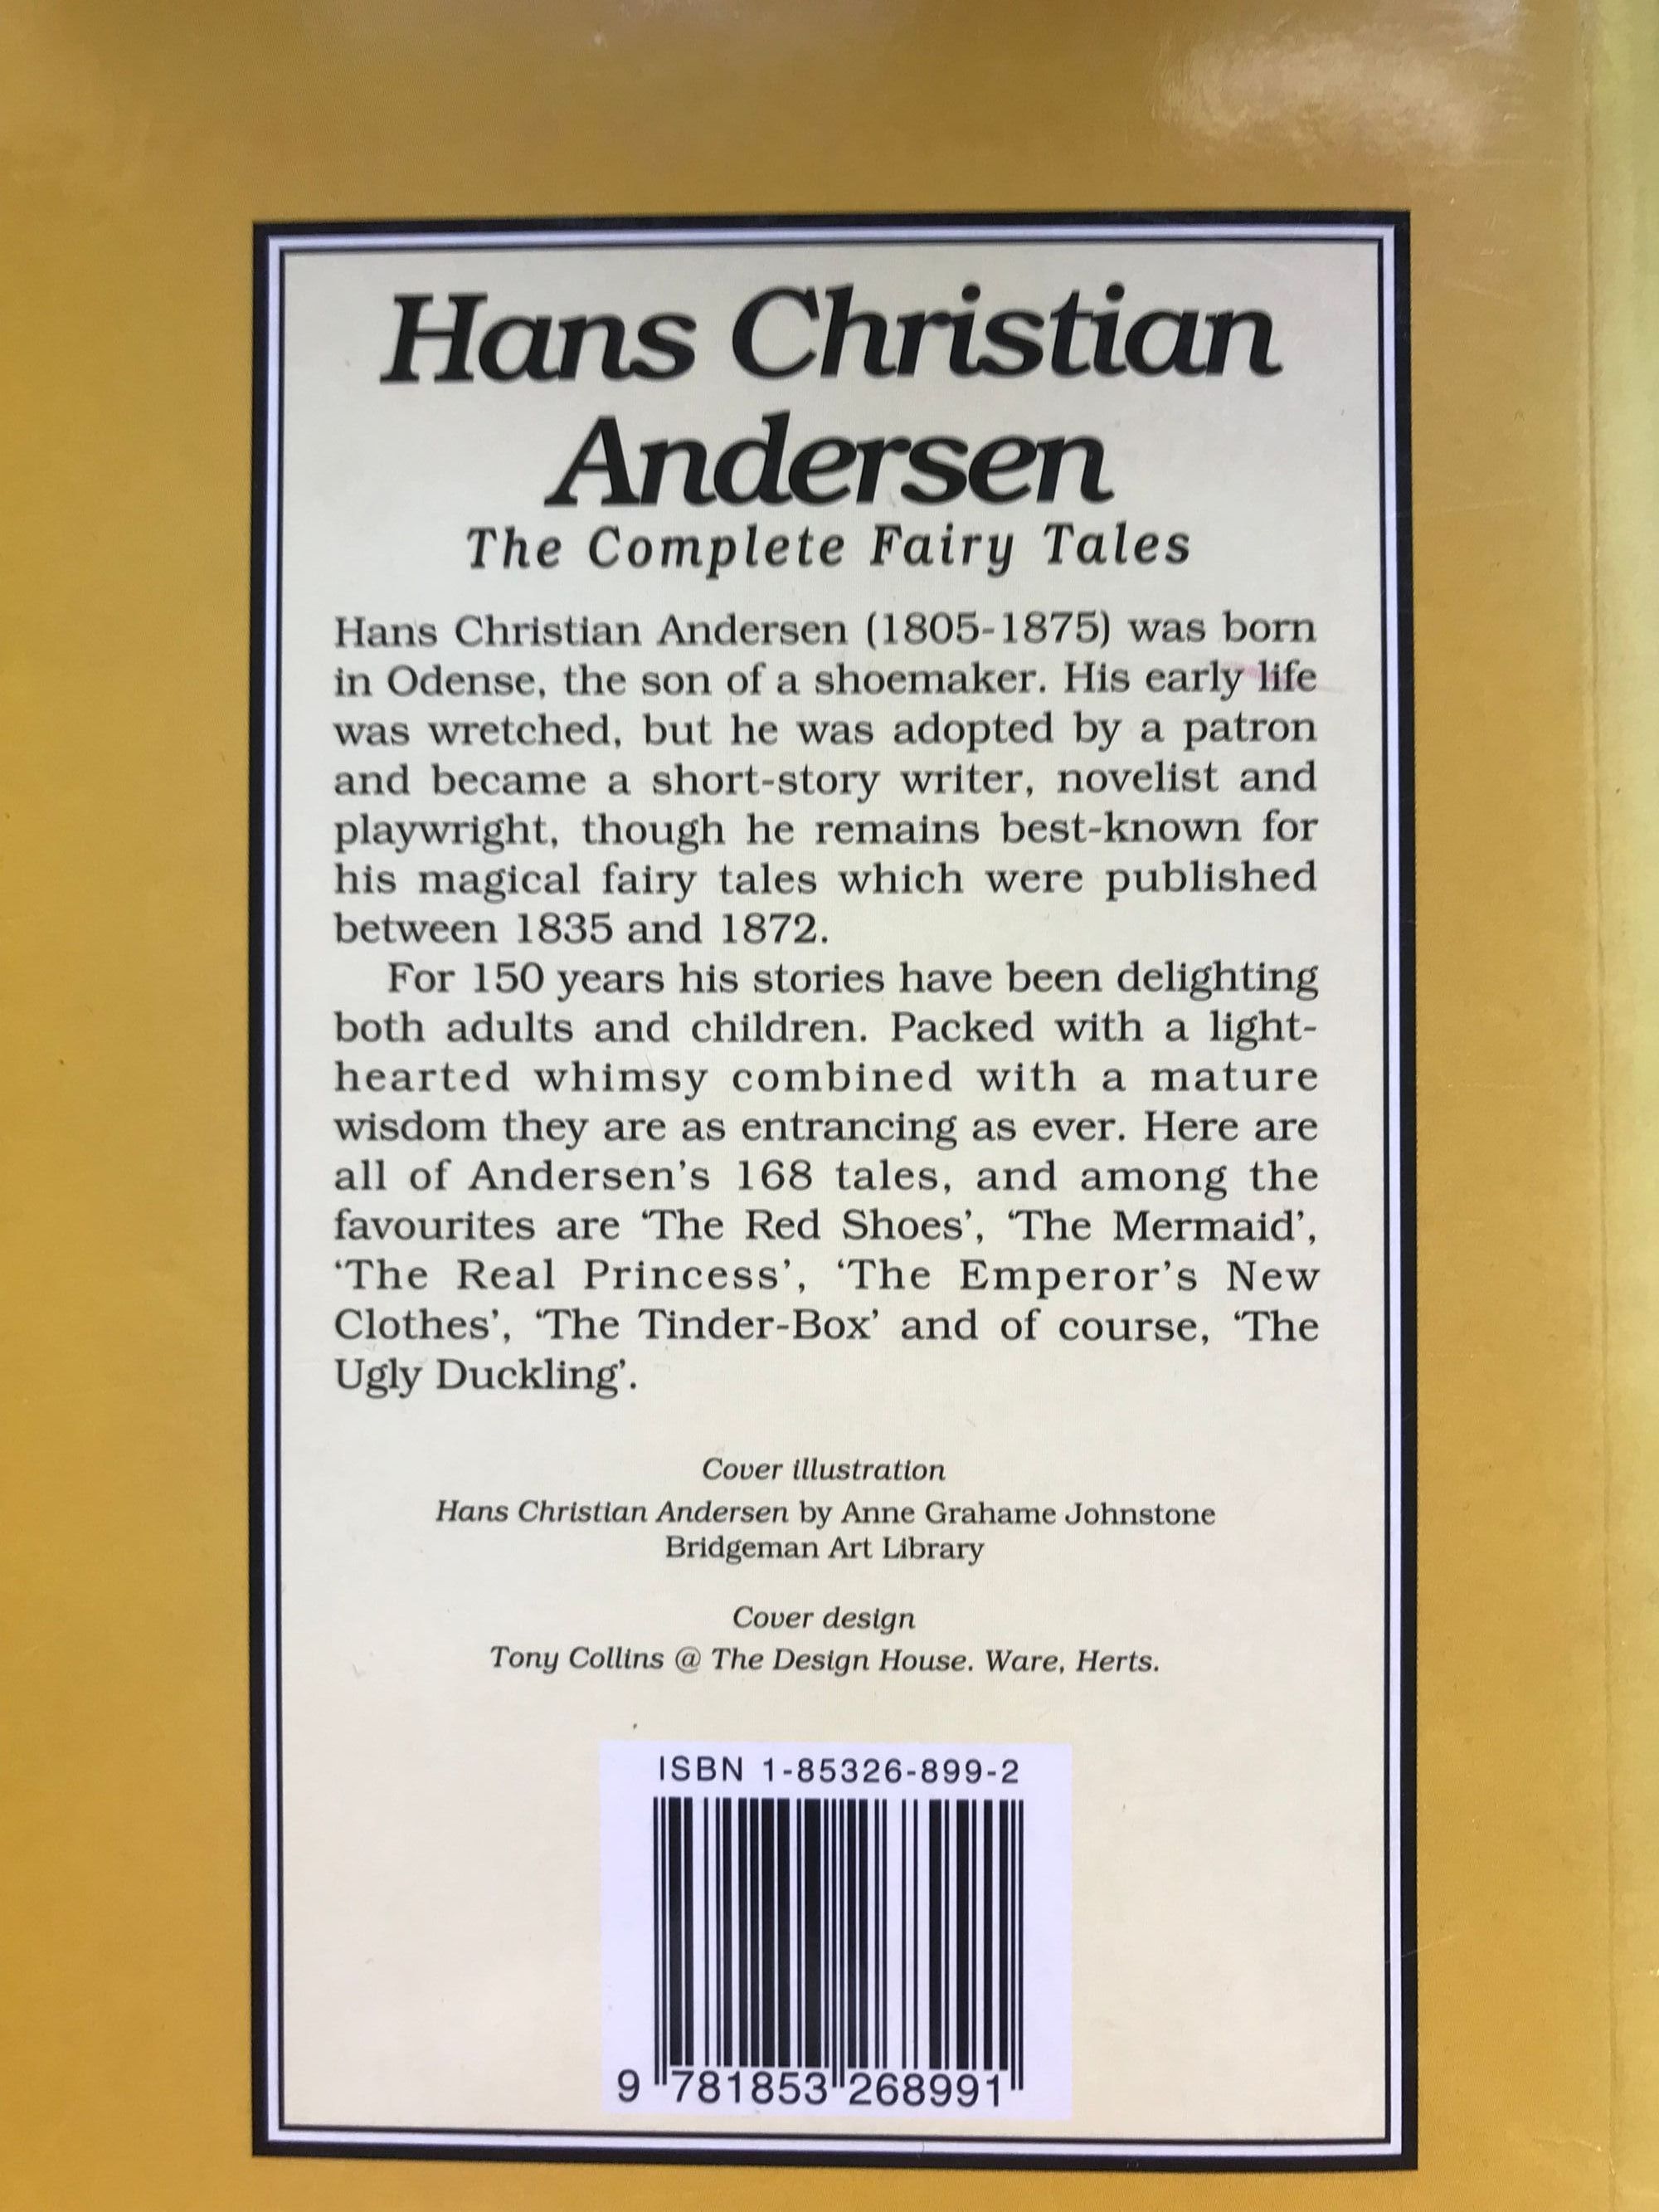 Hans Christian
Andersen
The Complete Fairy Tales
Hans Christian Andersen (1805-1875) was born
in Odense, the son of a shoemaker. His early life
was wretched, but he was adopted by a patron
and became a short-story writer, novelist and
playwright, though he remains best-known for
his magical fairy tales which were published
between 1835 and 1872.
For 150 years his stories have been delighting
both adults and children. Packed with a light-
hearted whimsy combined with a mature
wisdom they are as entrancing as ever. Here are
all of Andersen's 168 tales, and among the
favourites are ‘The Red Shoes’, ‘The Mermaid’,
‘The Real Princess’, ‘The Emperor's New
Clothes’, ‘The Tinder-Box’ and of course, ‘The
Ugly Duckling’.
Cover illustration
Hans Christian Andersen by Anne Grahame Johnstone
Bridgeman Art Library
Cover design
Tony Collins @ The Design House. Ware, Herts.
ISBN 1-85326-899-2
9 781853 268991